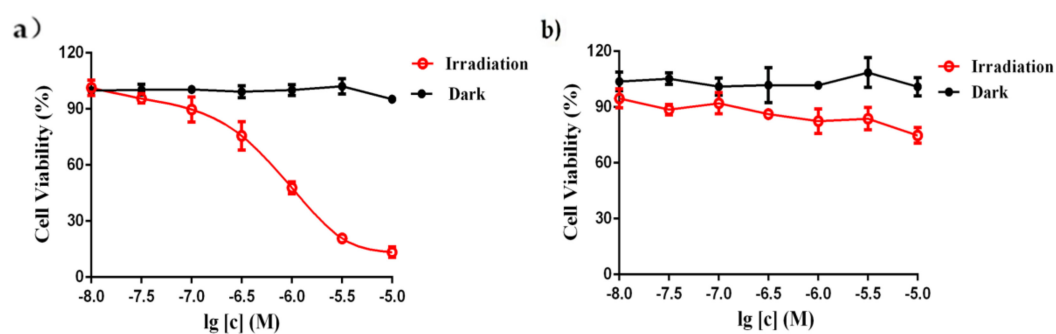 a)
120
90
60
30
0
Cell Viability (%)
-8.0 -7.5 -7.0 -6.5 -6.0 -5.5 -5.0
lg [c] (M)
Irradiation
Dark
b)
120
90
60
30
0
Cell Viability (%)
-8.0 -7.5 -7.0 -6.5 -6.0 -5.5 -5.0
lg [c] (M)
Irradiation
Dark